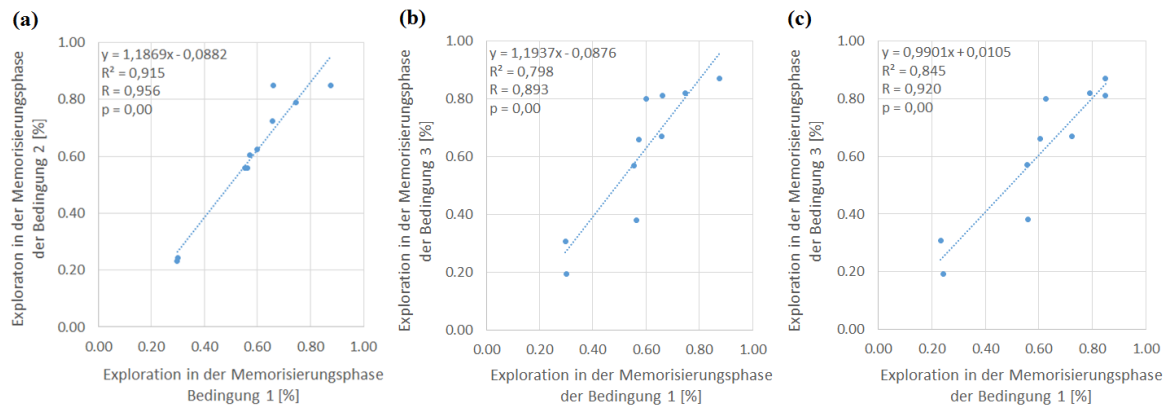 (a)
Exploraton in der Memorisierungsphase
der Bedingung 2 [%]
1.00
0.80
0.60
0.40
0.20
0.00
y = 1,1869x - 0,0882
R² = 0,915
R = 0,956
p = 0,00
0.00 0.20 0.40 0.60 0.80 1.00
Exploration in der Memorisierungsphase
Bedingung 1 [%]
(b)
Exploration in der Memorisierungsphase
der Bedingung 3 [%]
1.00
0.80
0.60
0.40
0.20
0.00
y = 1,1937x - 0,0876
R² = 0,798
R = 0,893
p = 0,00
0.00 0.20 0.40 0.60 0.80 1.00
Exploration in der Memorisierungsphase
der Bedingung 1 [%]
(c)
Exploration in der Memorisierungsphase
der Bedingung 3 [%]
1.00
0.80
0.60
0.40
0.20
0.00
y = 0,9901x + 0,0105
R² = 0,845
R = 0,920
p = 0,00
0.00 0.20 0.40 0.60 0.80 1.00
Exploration in der Memorisierungsphase
der Bedingung 1 [%]